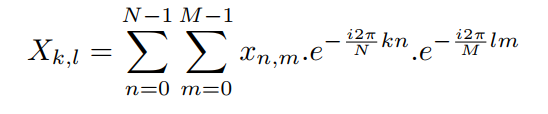 X_{k,l} = \sum_{n=0}^{N-1} \sum_{m=0}^{M-1} x_{n,m}.e^{-\frac{i2\pi}{N}kn}.e^{-\frac{i2\pi}{M}lm}